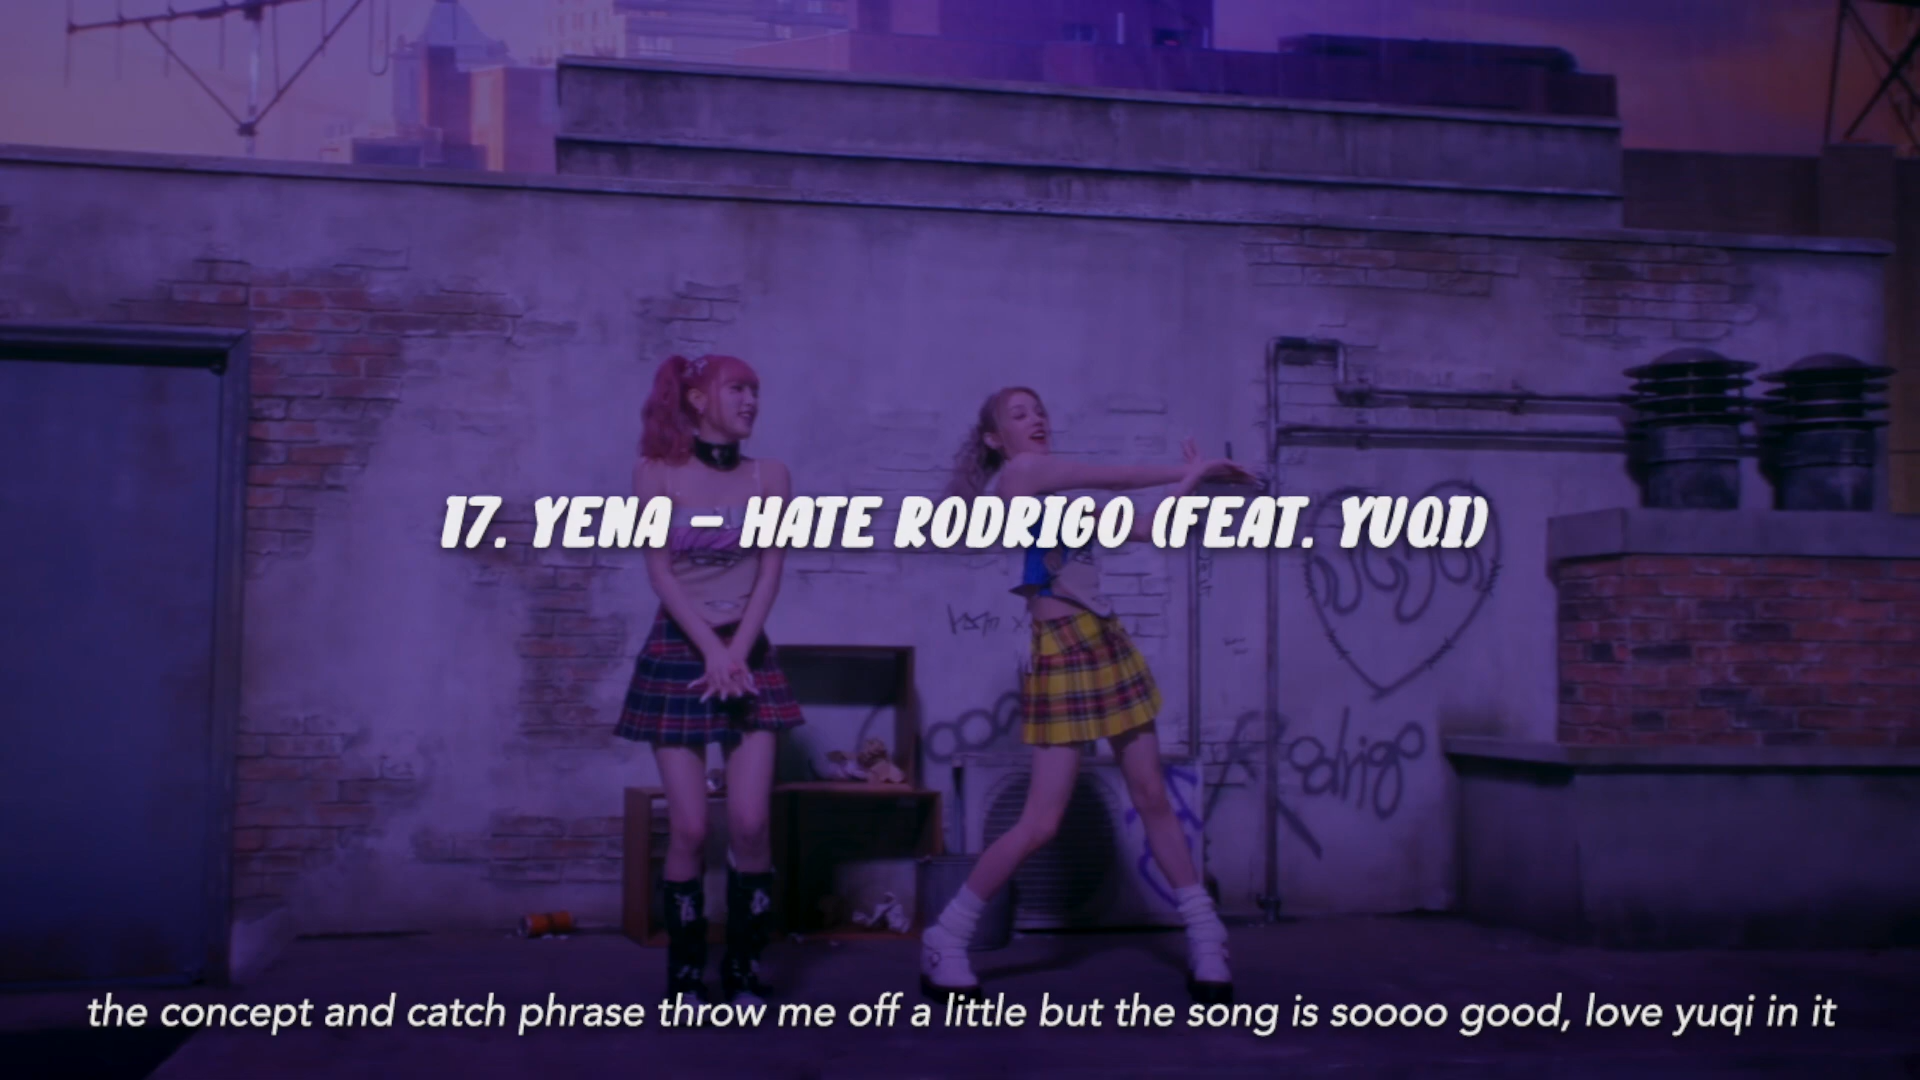 17. YENA - HATE RODRIGO (FEAT. YUQI)
Rodrigo
the concept and catch phrase throw me off a little but the song is soooo good, love yuqi in it